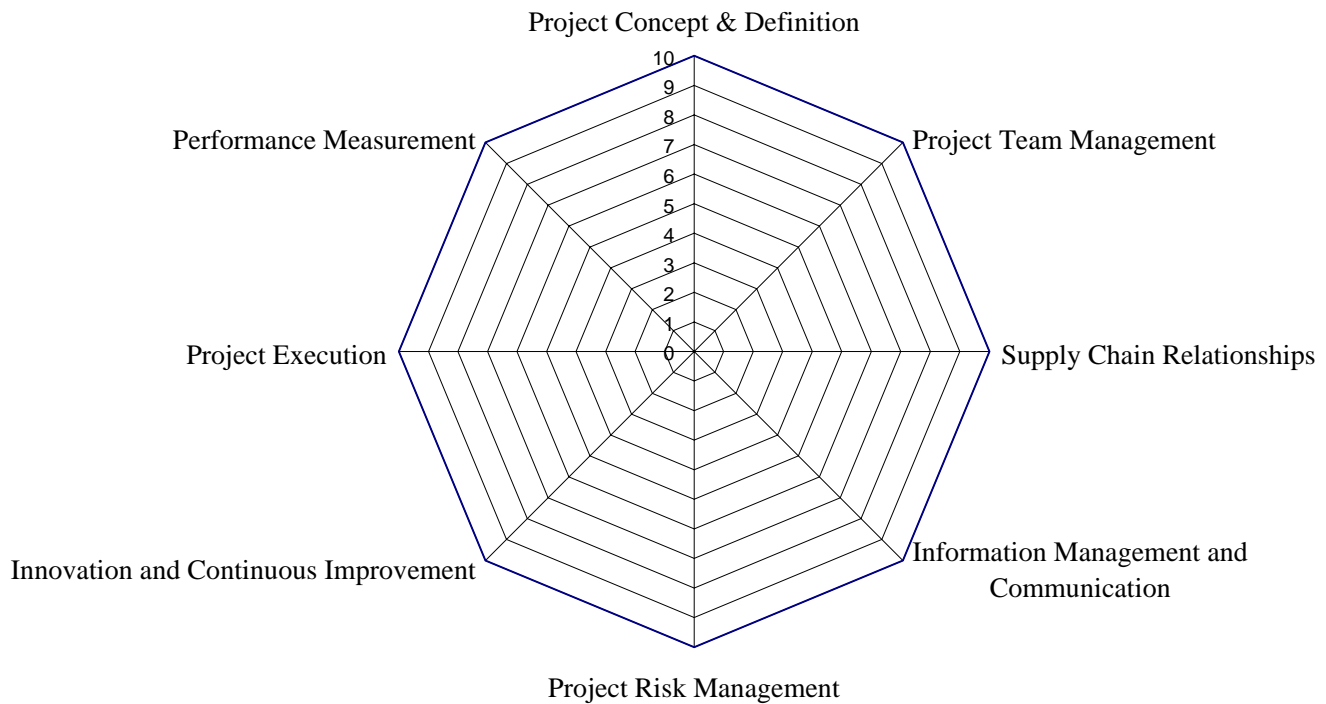 Project Concept & Definition
10
9
8
7
6
5
4
3
2
1
0
Performance Measurement
Project Team Management
Project Execution
Supply Chain Relationships
Innovation and Continuous Improvement
Information Management and
Communication
Project Risk Management